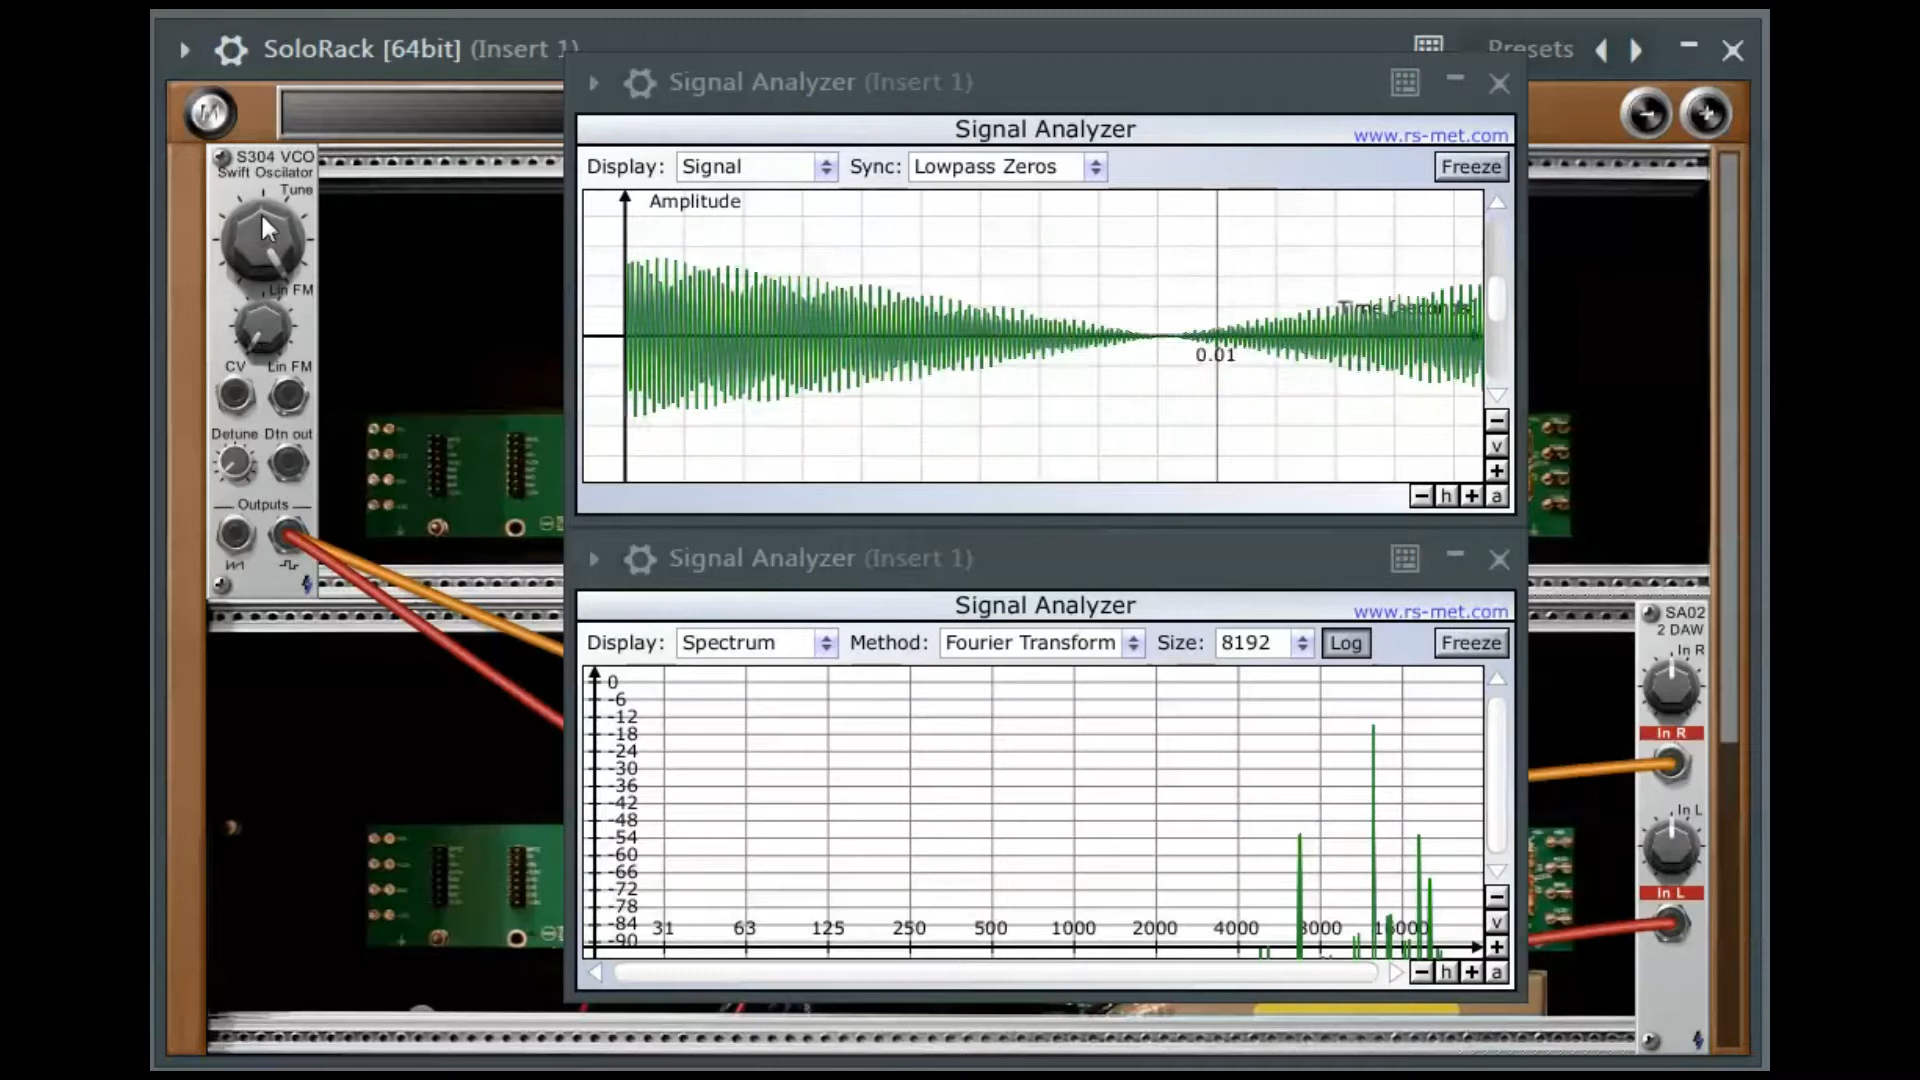 SoloRack [64bit] (Insert 1)
Presets
M
S304 VCO
Swift Oscilator
Tune
Lin FM
CV
Lin FM
Detune
Dtn out
Outputs
Signal Analyzer (Insert 1)
Signal Analyzer
www.rs-met.com
Display: Signal
Sync: Lowpass Zeros
Freeze
Amplitude
Time [seconds]
0.01
v
+
− h + a
Signal Analyzer (Insert 1)
Signal Analyzer
www.rs-met.com
Display: Spectrum
Method: Fourier Transform
Size: 8192
Log
Freeze
0
-6
-12
-18
-24
-30
-36
-42
-48
-54
-60
-66
-72
-78
-84
-90
31 63 125 250 500 1000 2000 4000 8000 16000
v
+
− h + a
SA02
2 DAW
In R
In R
In L
In L